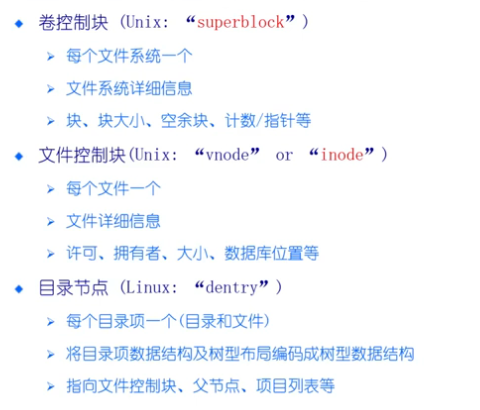 卷控制块 (Unix: “superblock”)
每个文件系统一个
文件系统详细信息
块、块大小、空余块、计数/指针等
文件控制块(Unix: “vnode” or “inode”)
每个文件一个
文件详细信息
许可、拥有者、大小、数据库位置等
目录节点 (Linux: “dentry”)
每个目录项一个(目录和文件)
将目录项数据结构及树型布局编码成树型数据结构
指向文件控制块、父节点、项目列表等